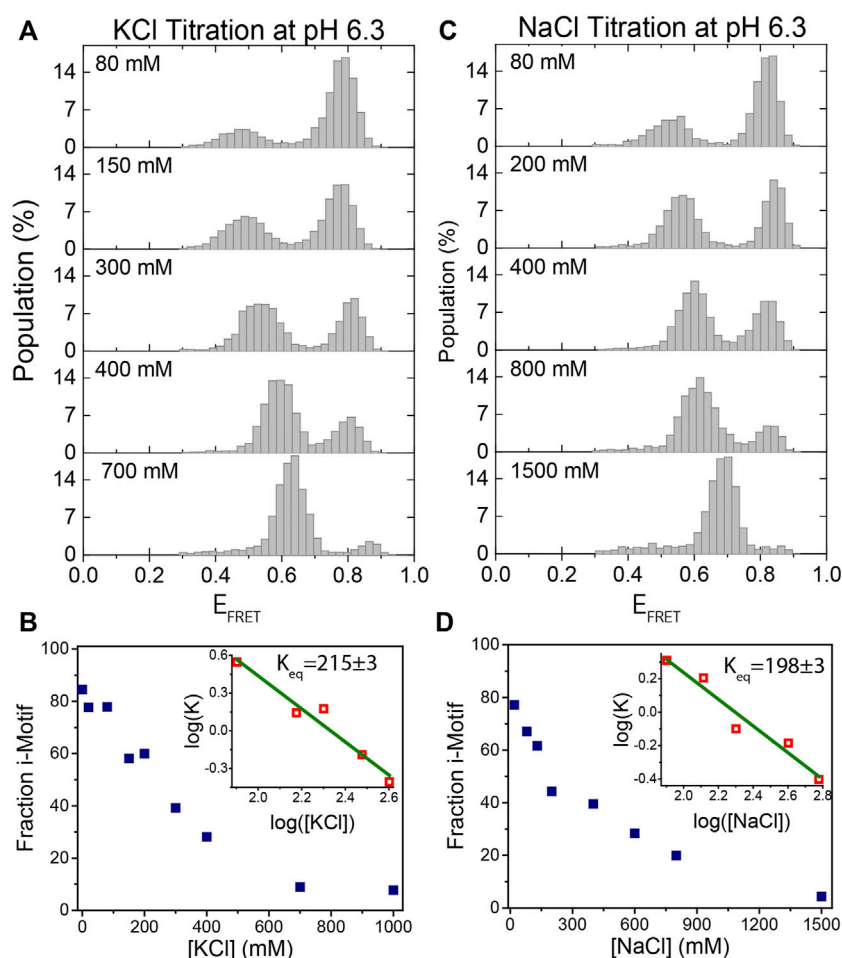 A
KCl Titration at pH 6.3
80 mM
14
7
0
150 mM
14
7
0
300 mM
14
7
0
400 mM
14
7
0
700 mM
14
7
0
Population (%)
0.0 0.2 0.4 0.6 0.8 1.0
EFRET
C
NaCl Titration at pH 6.3
80 mM
14
7
0
200 mM
14
7
0
400 mM
14
7
0
800 mM
14
7
0
1500 mM
14
7
0
Population (%)
0.0 0.2 0.4 0.6 0.8 1.0
EFRET
B
100
80
60
40
20
0
Fraction i-Motif
0 200 400 600 800 1000
[KCl] (mM)
Keq=215±3
0.6
0.3
0.0
-0.3
log(K)
2.0 2.2 2.4 2.6
log([KCl])
D
100
80
60
40
20
0
Fraction i-Motif
0 300 600 900 1200 1500
[NaCl] (mM)
Keq=198±3
0.2
0.0
-0.2
-0.4
log(K)
2.0 2.2 2.4 2.6 2.8
log([NaCl])